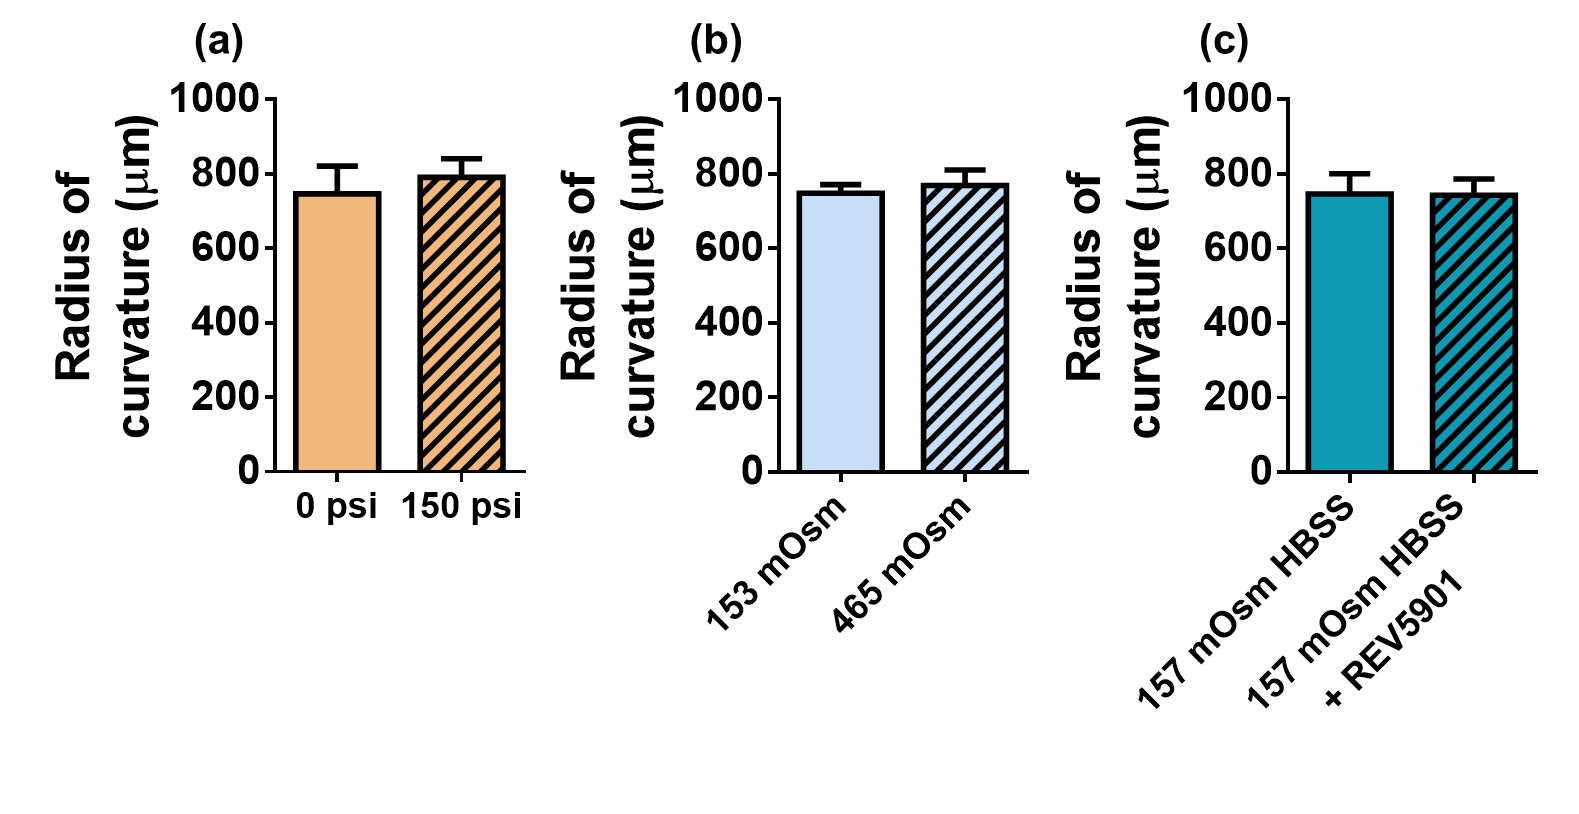 (a)
Radius of
curvature (μm)
1000
800
600
400
200
0
0 psi
150 psi
(b)
Radius of
curvature (μm)
1000
800
600
400
200
0
153 mOsm
465 mOsm
(c)
Radius of
curvature (μm)
1000
800
600
400
200
0
157 mOsm HBSS
157 mOsm HBSS
+ REV5901